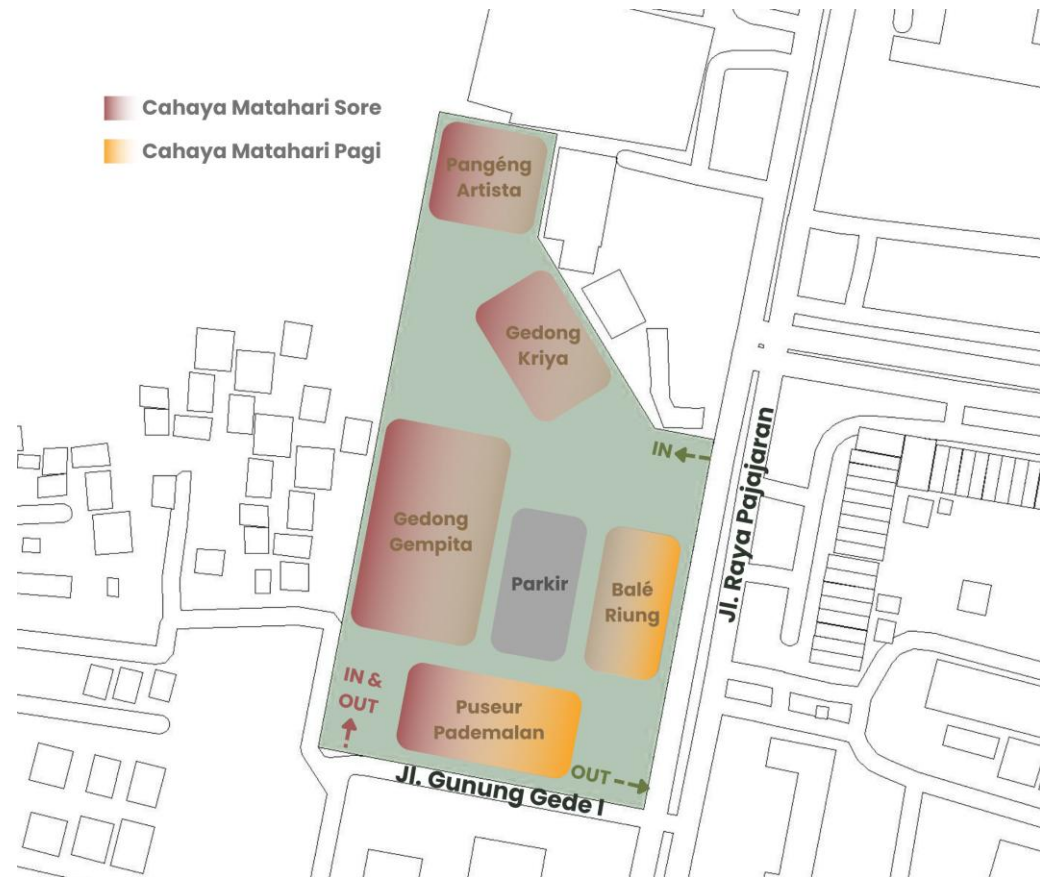 Cahaya Matahari Sore
Cahaya Matahari Pagi
Pangéng
Artista
Gedong
Kriya
IN
Jl. Raya Pajajaran
Gedong
Gempita
Parkir
Balé
Riung
IN &
OUT
Puseur
Pademalan
OUT
Jl. Gunung Gede I